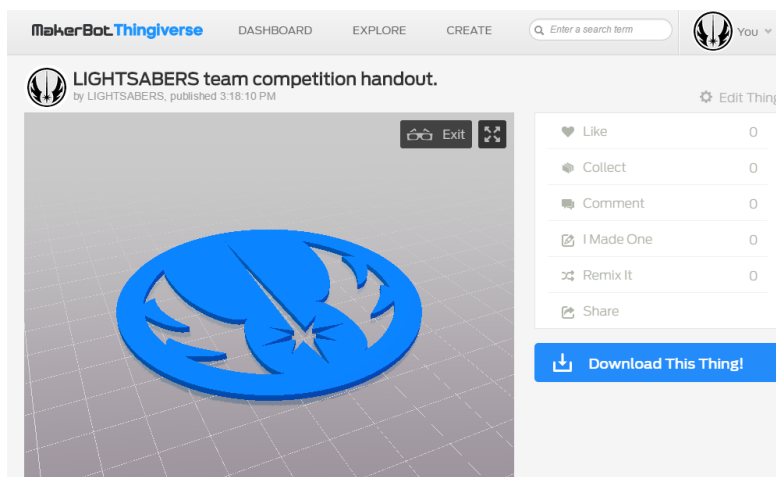 MakerBot. Thingiverse DASHBOARD EXPLORE CREATE Enter a search term You
LIGHTSABERS team competition handout.
by LIGHTSABERS, published 3:18:10 PM
Edit Thing
Exit
Like 0
Collect 0
Comment 0
I Made One 0
Remix It 0
Share
Download This Thing!